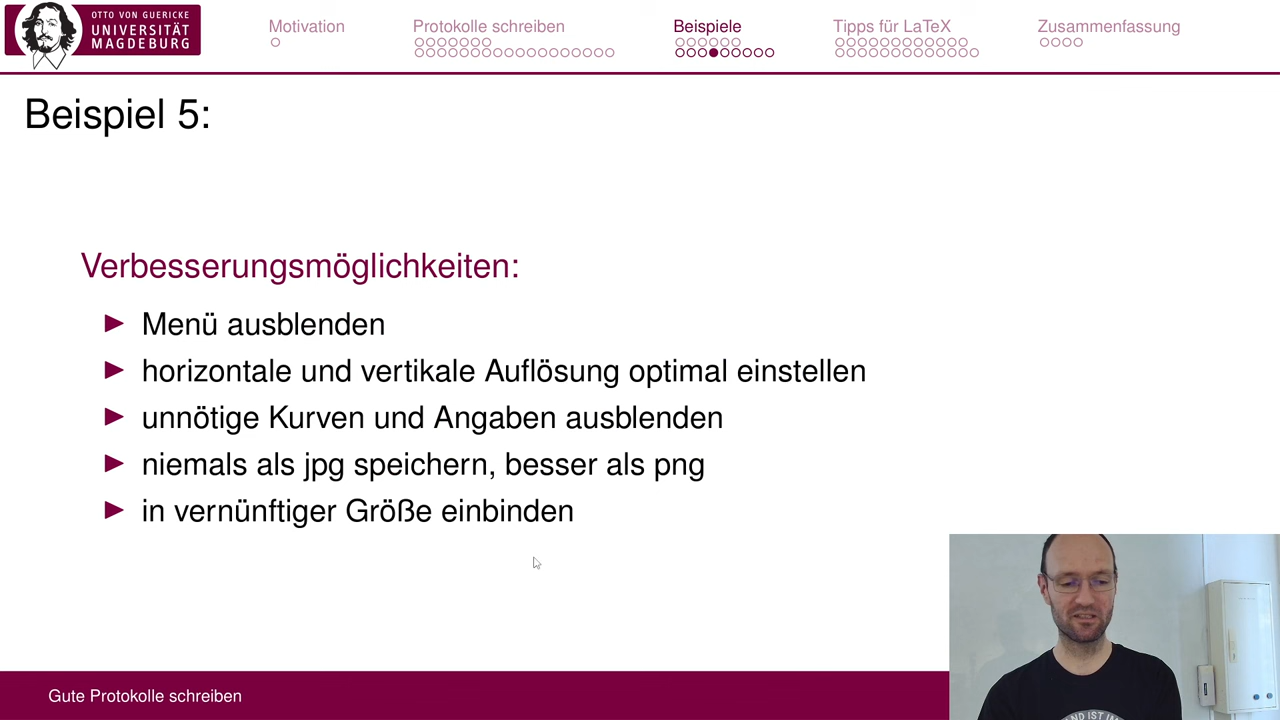 OTTO VON GUERICKE
UNIVERSITÄT
MAGDEBURG
Motivation
Protokolle schreiben
Beispiele
Tipps für LaTeX
Zusammenfassung
Beispiel 5:
Verbesserungsmöglichkeiten:
Menü ausblenden
horizontale und vertikale Auflösung optimal einstellen
unnötige Kurven und Angaben ausblenden
niemals als jpg speichern, besser als png
in vernünftiger Größe einbinden
Gute Protokolle schreiben